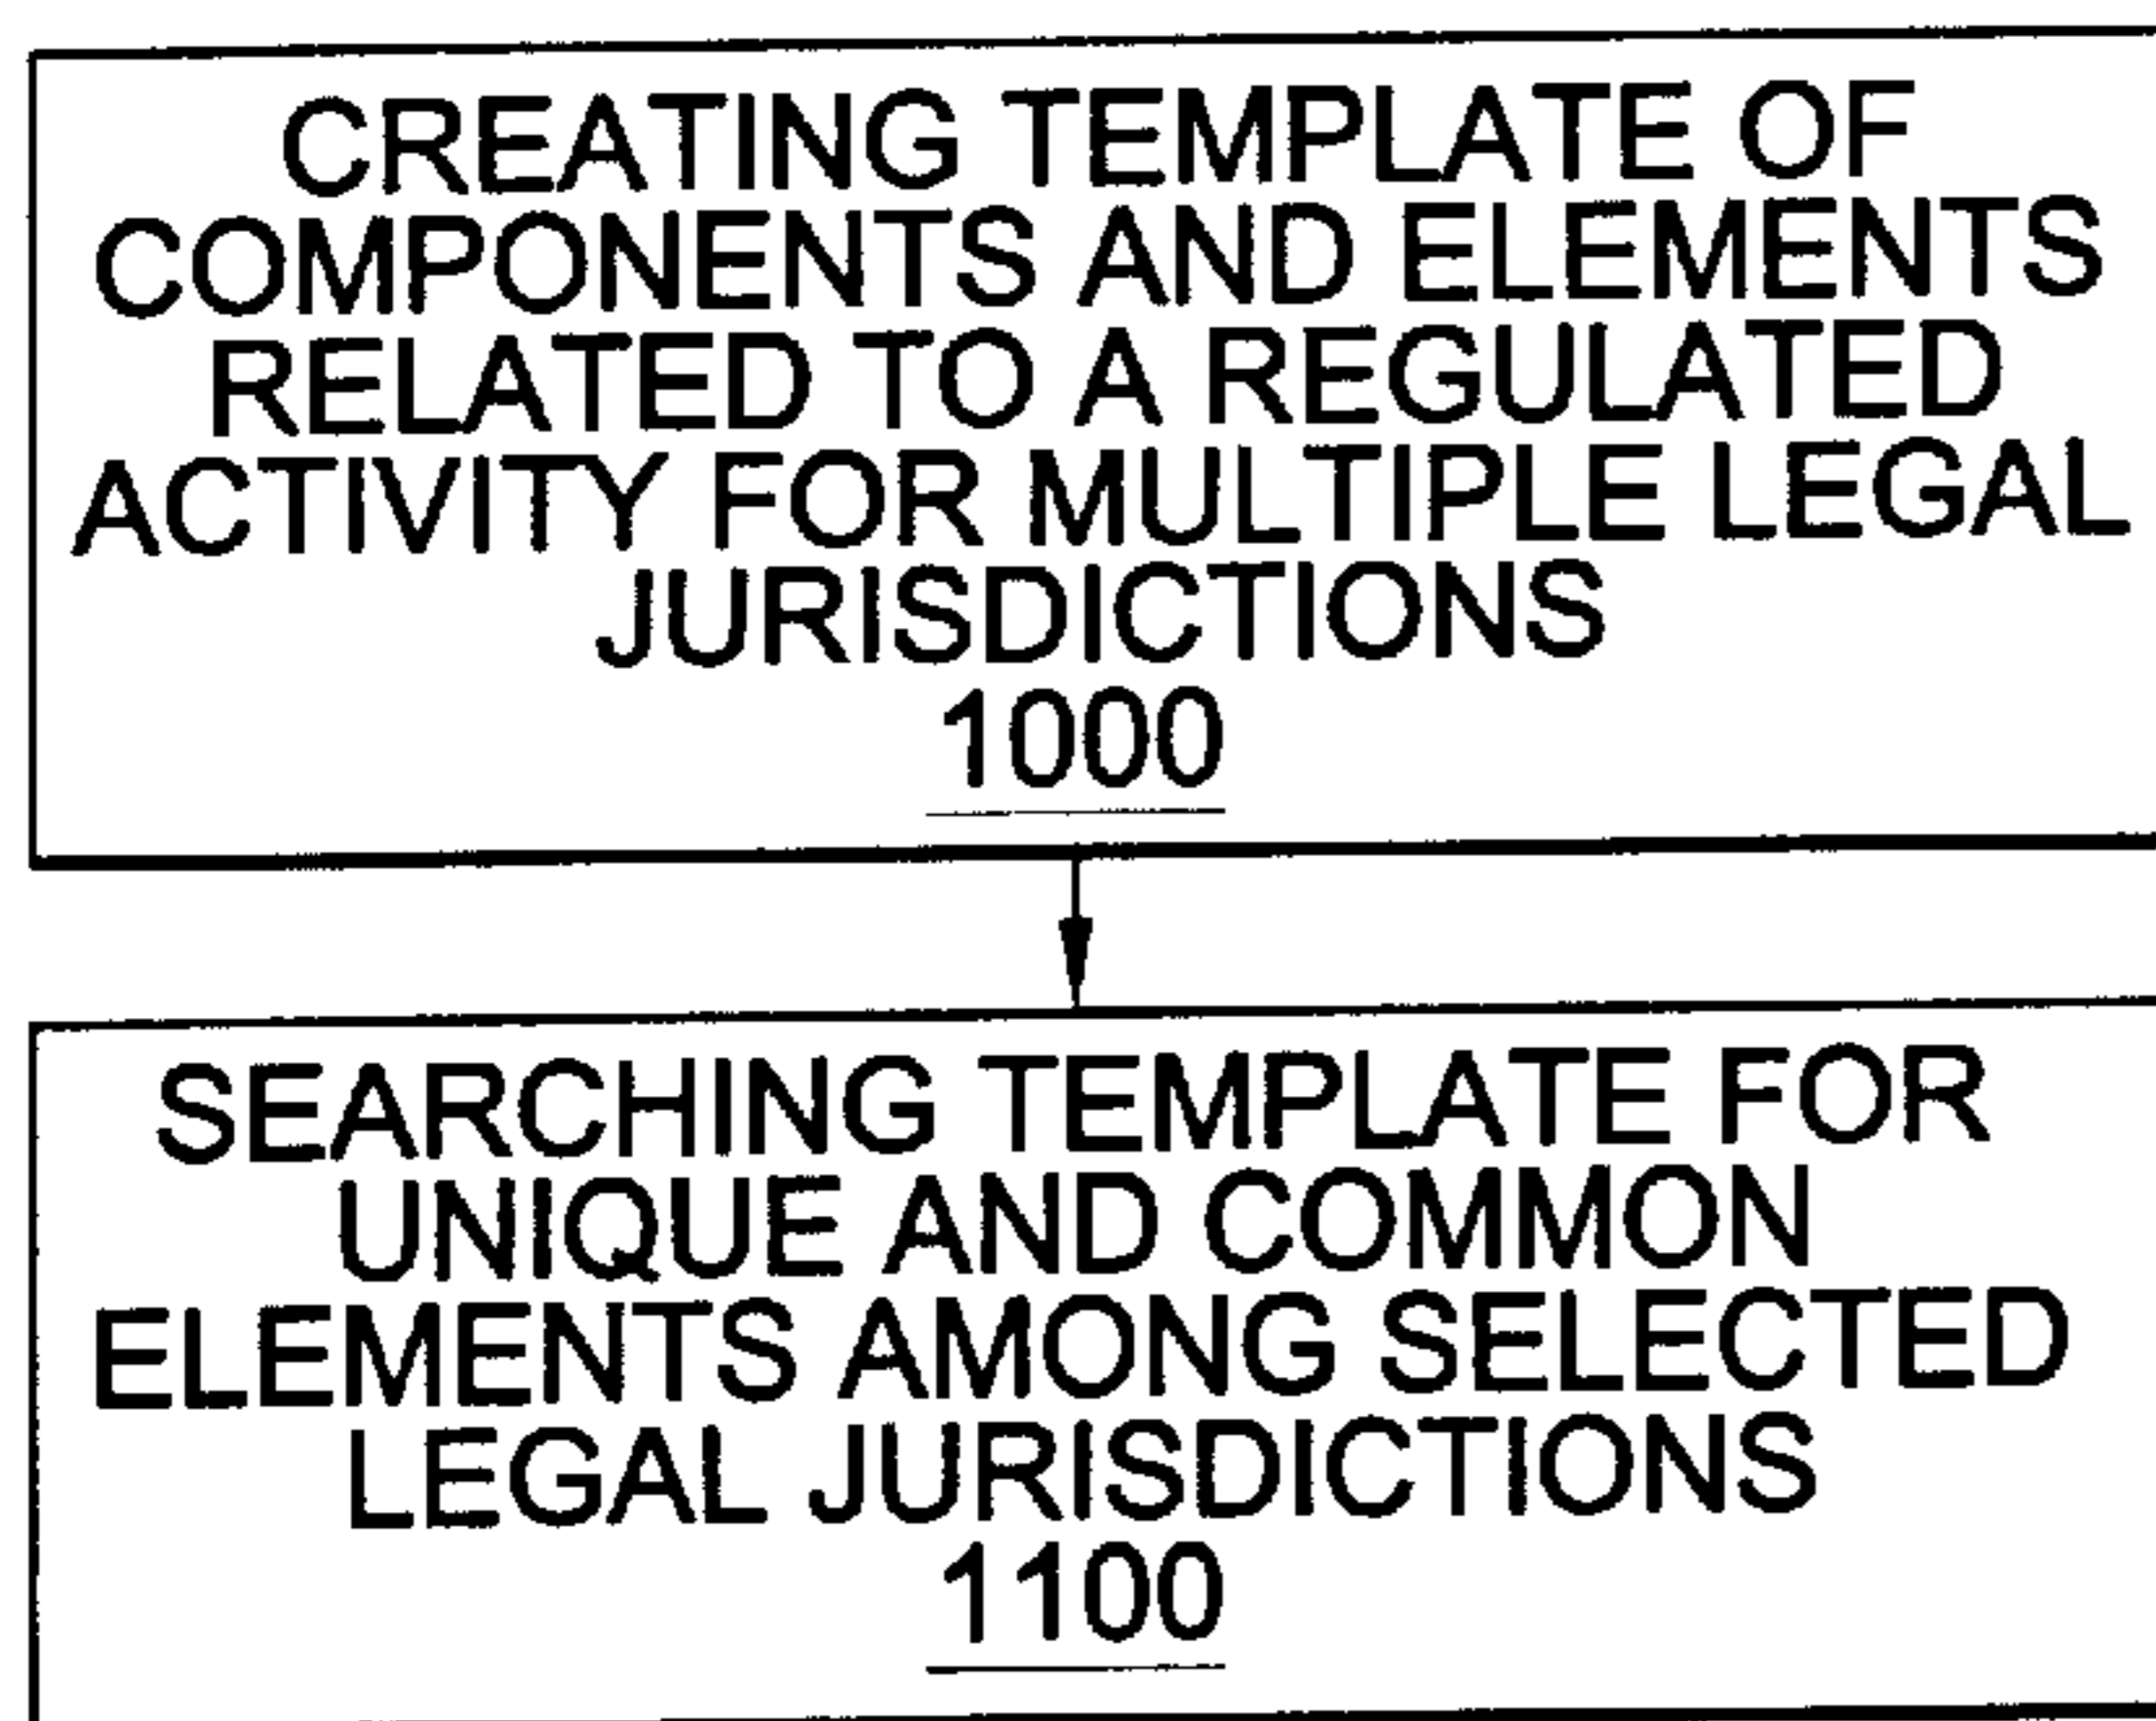 CREATING TEMPLATE OF
COMPONENTS AND ELEMENTS
RELATED TO A REGULATED
ACTIVITY FOR MULTIPLE LEGAL
JURISDICTIONS
1000
SEARCHING TEMPLATE FOR
UNIQUE AND COMMON
ELEMENTS AMONG SELECTED
LEGAL JURISDICTIONS
1100